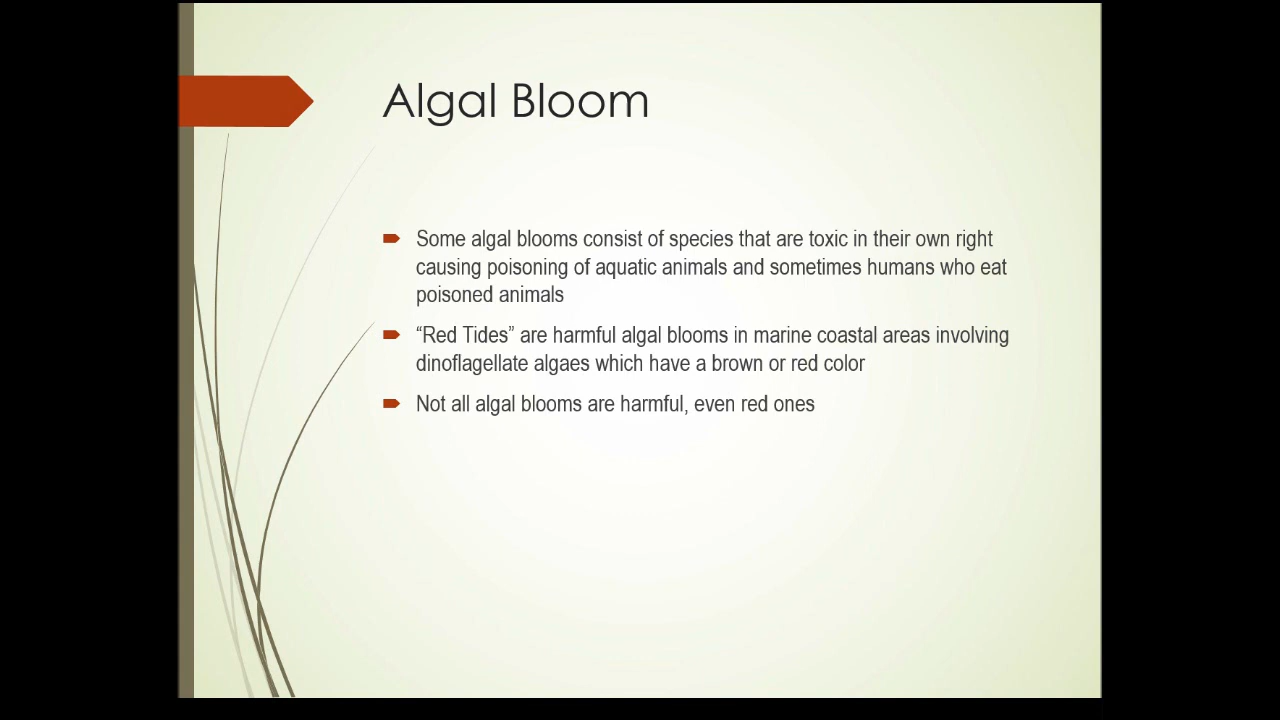 Algal Bloom
Some algal blooms consist of species that are toxic in their own right
causing poisoning of aquatic animals and sometimes humans who eat
poisoned animals
“Red Tides” are harmful algal blooms in marine coastal areas involving
dinoflagellate algaes which have a brown or red color
Not all algal blooms are harmful, even red ones